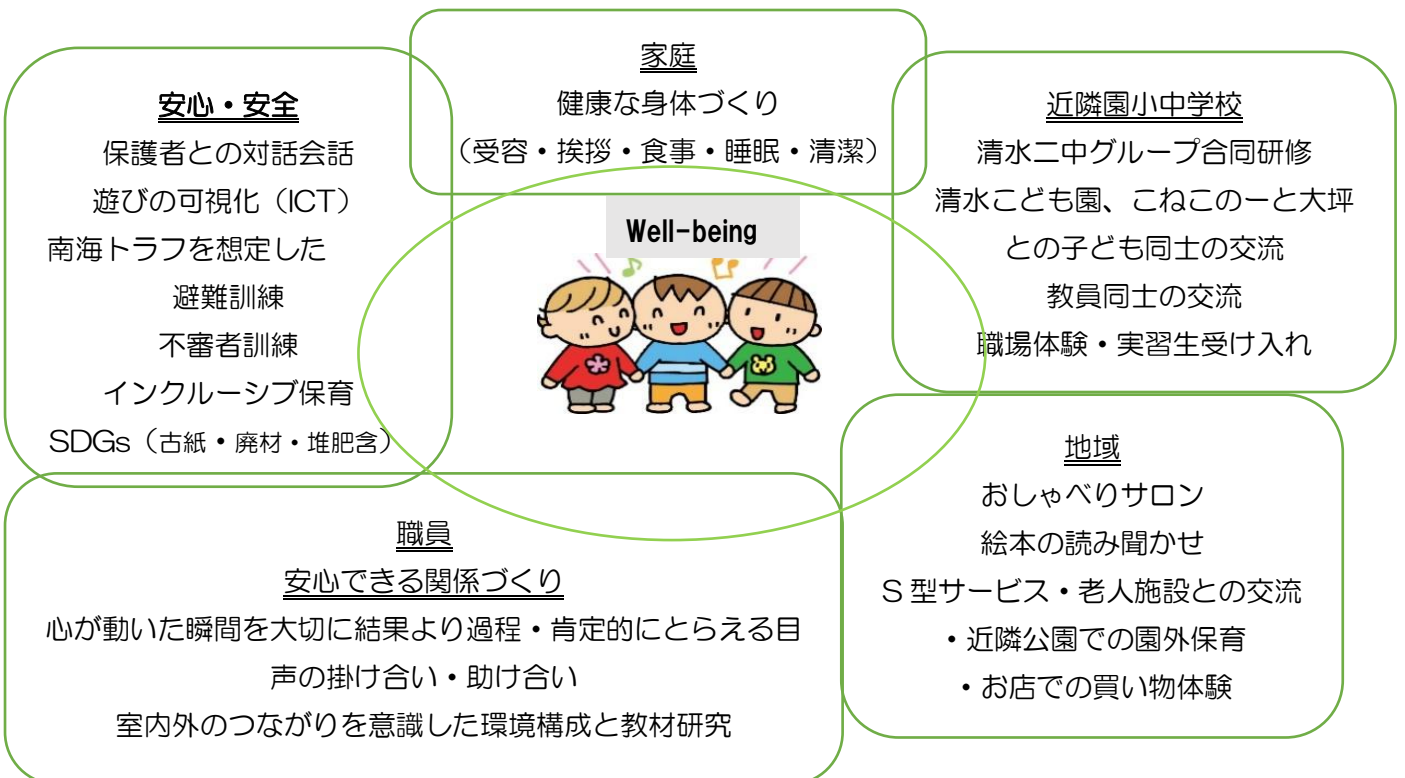 家庭
健康な身体づくり
（受容・挨拶・食事・睡眠・清潔）
安心・安全
保護者との対話会話
遊びの可視化（ICT）
南海トラフを想定した
避難訓練
不審者訓練
インクルーシブ保育
SDGs（古紙・廃材・堆肥含）
Well-being
近隣園小中学校
清水二中グループ合同研修
清水こども園、こねこのーと大坪
との子ども同士の交流
教員同士の交流
職場体験・実習生受け入れ
職員
安心できる関係づくり
心が動いた瞬間を大切に結果より過程・肯定的にとらえる目
声の掛け合い・助け合い
室内外のつながりを意識した環境構成と教材研究
地域
おしゃべりサロン
絵本の読み聞かせ
S型サービス・老人施設との交流
・近隣公園での園外保育
・お店での買い物体験